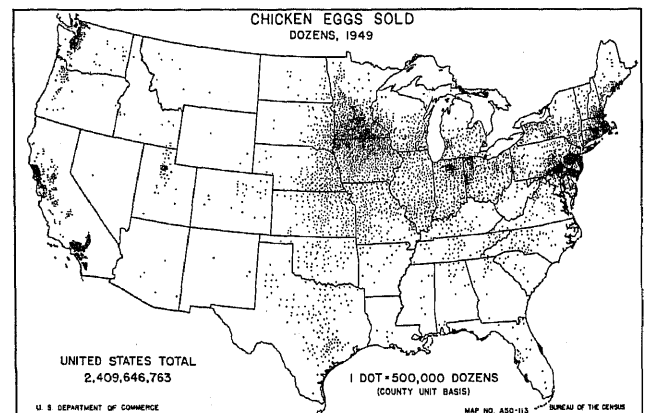 CHICKEN EGGS SOLD
DOZENS, 1949
UNITED STATES TOTAL
2,409,646,763
1 DOT = 500,000 DOZENS
(COUNTY UNIT BASIS)
U. S DEPARTMENT OF COMMERCE
MAP NO. A50-113
BUREAU OF THE CENSUS